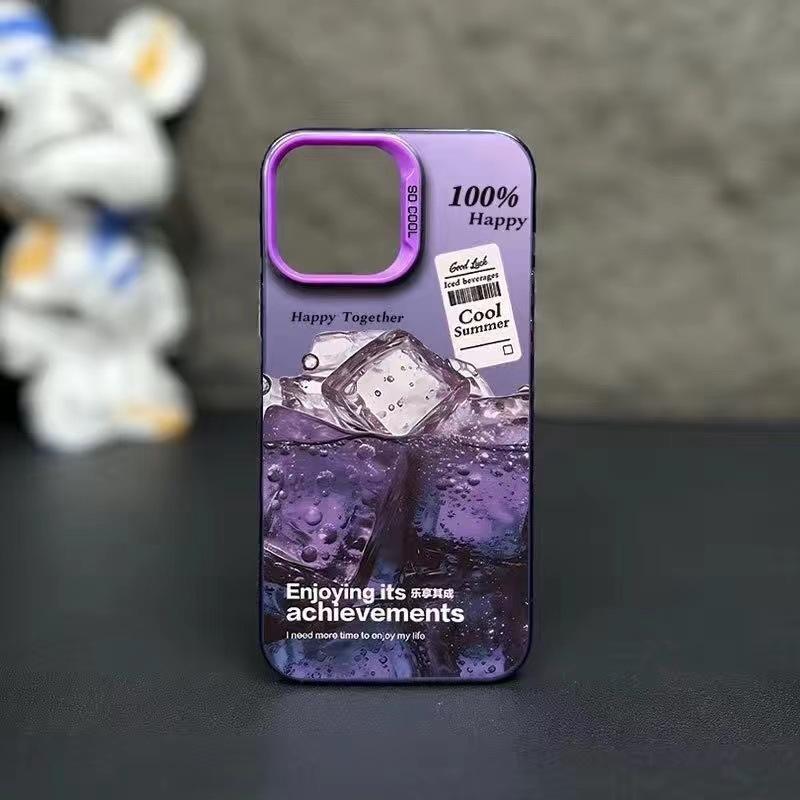 SO COOL
100%
Happy
Good Luck
Iced beverages
Cool
Summer
Happy Together
Enjoying its 乐享其成
achievements
I need more time to enjoy my life